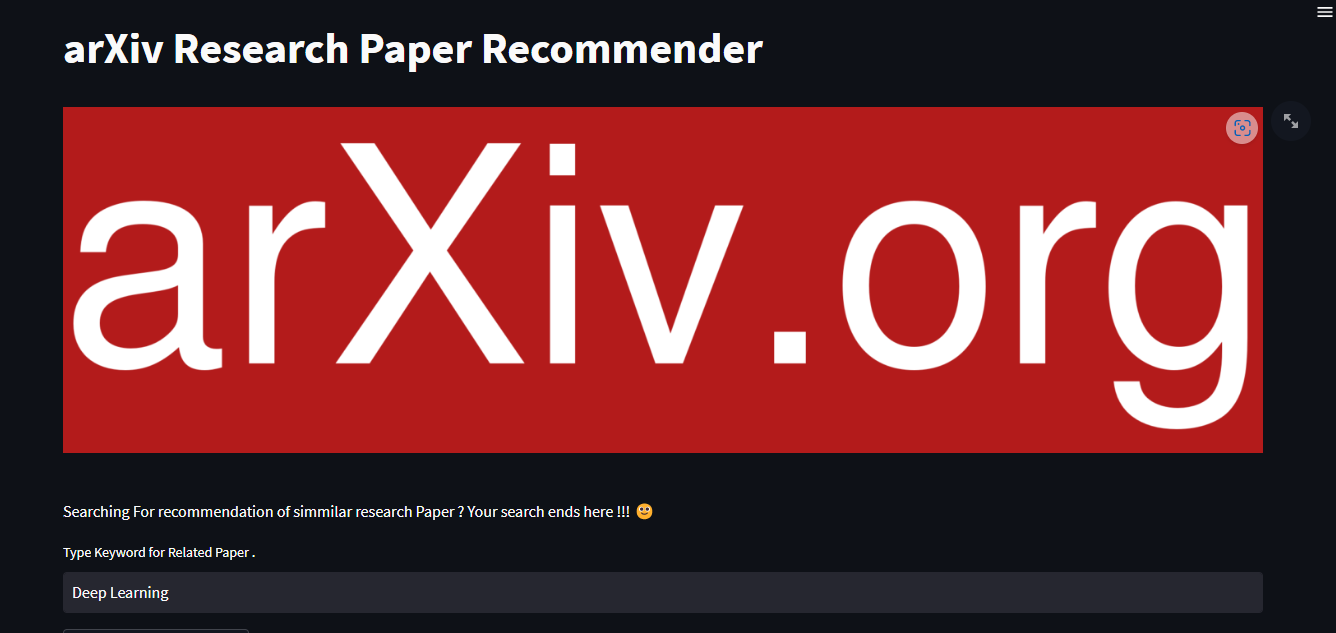 arXiv Research Paper Recommender
arXiv.org
Searching For recommendation of simmilar research Paper ? Your search ends here !!! 🙂
Type Keyword for Related Paper .
Deep Learning